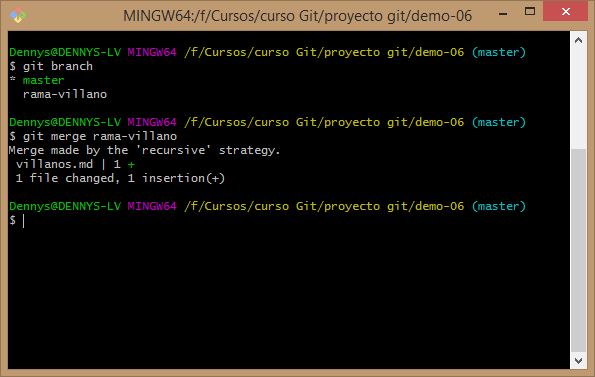 MINGW64:/f/Cursos/curso Git/proyecto git/demo-06
Dennys@DENNYS-LV MINGW64 /f/Cursos/curso Git/proyecto git/demo-06 (master)
$ git branch
* master
  rama-villano
Dennys@DENNYS-LV MINGW64 /f/Cursos/curso Git/proyecto git/demo-06 (master)
$ git merge rama-villano
Merge made by the 'recursive' strategy.
 villanos.md | 1 +
 1 file changed, 1 insertion(+)
Dennys@DENNYS-LV MINGW64 /f/Cursos/curso Git/proyecto git/demo-06 (master)
$